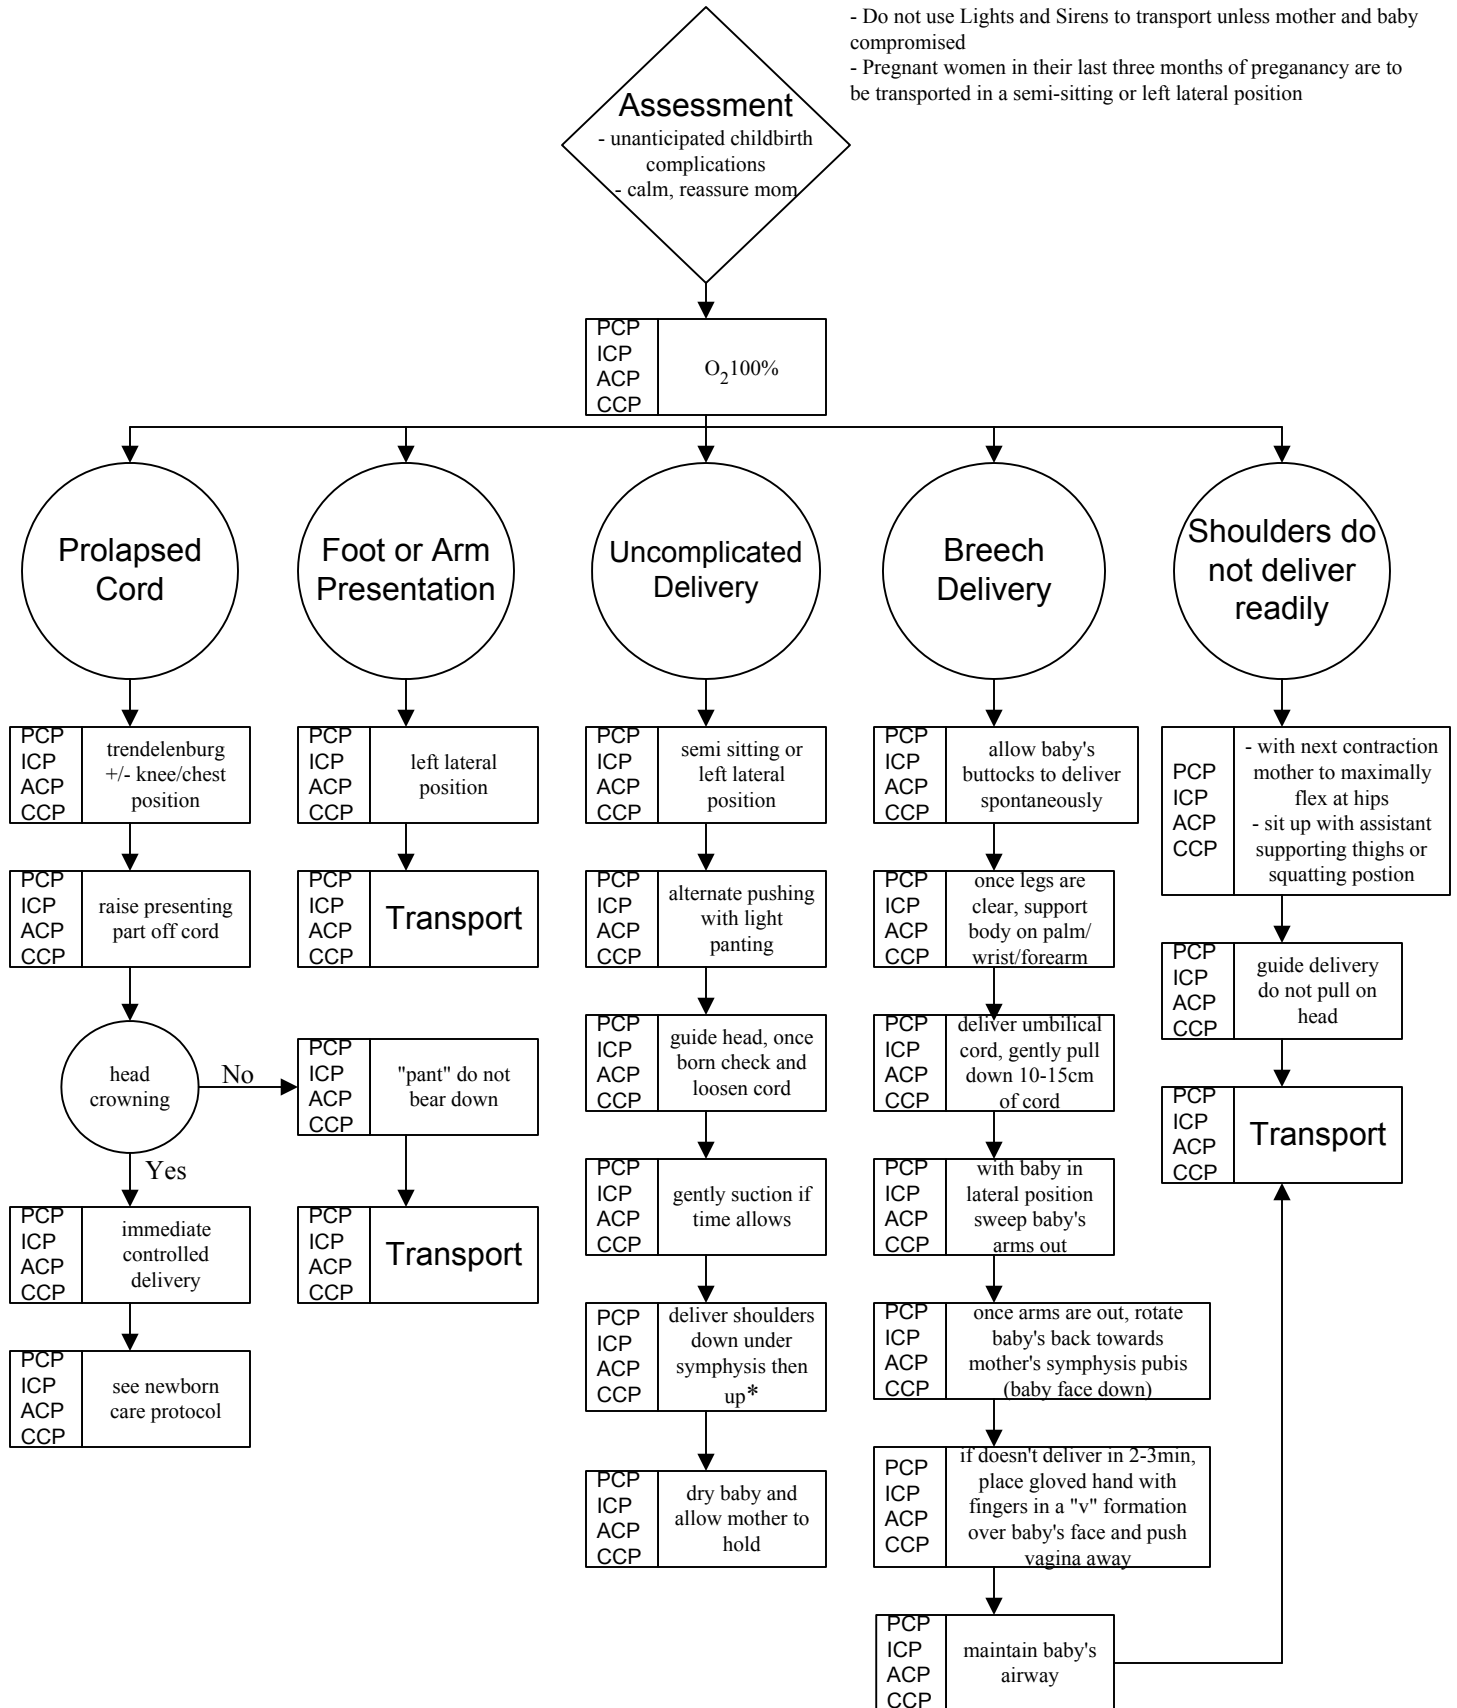 - Do not use Lights and Sirens to transport unless mother and baby
compromised
- Pregnant women in their last three months of preganancy are to
be transported in a semi-sitting or left lateral position
Assessment
- unanticipated childbirth
complications
- calm, reassure mom
PCP
ICP
ACP
CCP
O2100%
Prolapsed
Cord
PCP
ICP
ACP
CCP
trendelenburg
+/- knee/chest
position
PCP
ICP
ACP
CCP
raise presenting
part off cord
head
crowning
No
Yes
PCP
ICP
ACP
CCP
immediate
controlled
delivery
PCP
ICP
ACP
CCP
see newborn
care protocol
Foot or Arm
Presentation
PCP
ICP
ACP
CCP
left lateral
position
PCP
ICP
ACP
CCP
Transport
PCP
ICP
ACP
CCP
"pant" do not
bear down
PCP
ICP
ACP
CCP
Transport
Uncomplicated
Delivery
PCP
ICP
ACP
CCP
semi sitting or
left lateral
position
PCP
ICP
ACP
CCP
alternate pushing
with light
panting
PCP
ICP
ACP
CCP
guide head, once
born check and
loosen cord
PCP
ICP
ACP
CCP
gently suction if
time allows
PCP
ICP
ACP
CCP
deliver shoulders
down under
symphysis then
up*
PCP
ICP
ACP
CCP
dry baby and
allow mother to
hold
Breech
Delivery
PCP
ICP
ACP
CCP
allow baby's
buttocks to deliver
spontaneously
PCP
ICP
ACP
CCP
once legs are
clear, support
body on palm/
wrist/forearm
PCP
ICP
ACP
CCP
deliver umbilical
cord, gently pull
down 10-15cm
of cord
PCP
ICP
ACP
CCP
with baby in
lateral position
sweep baby's
arms out
PCP
ICP
ACP
CCP
once arms are out, rotate
baby's back towards
mother's symphysis pubis
(baby face down)
PCP
ICP
ACP
CCP
if doesn't deliver in 2-3min,
place gloved hand with
fingers in a "v" formation
over baby's face and push
vagina away
PCP
ICP
ACP
CCP
maintain baby's
airway
Shoulders do
not deliver
readily
PCP
ICP
ACP
CCP
- with next contraction
mother to maximally
flex at hips
- sit up with assistant
supporting thighs or
squatting postion
PCP
ICP
ACP
CCP
guide delivery
do not pull on
head
PCP
ICP
ACP
CCP
Transport